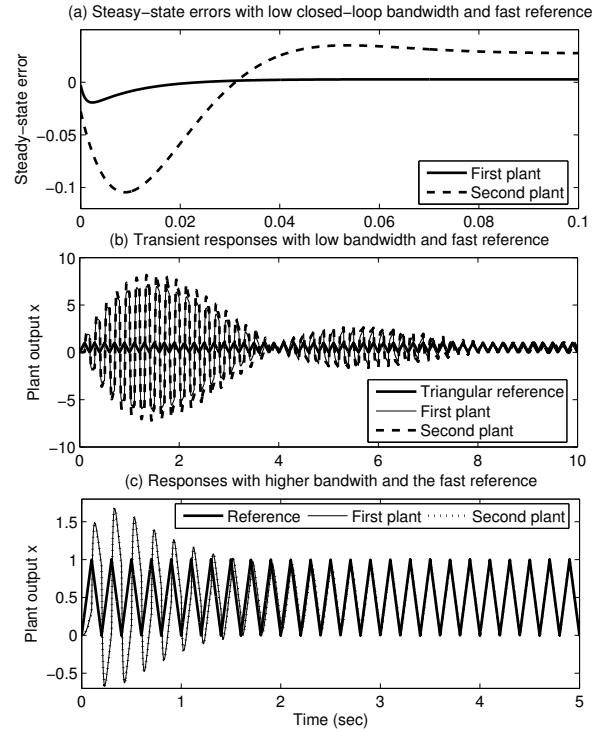 (a) Steasy-state errors with low closed-loop bandwidth and fast reference
Steady-state error
0
-0.05
-0.1
First plant
Second plant
0 0.02 0.04 0.06 0.08 0.1
(b) Transient responses with low bandwidth and fast reference
Plant output x
10
5
0
-5
-10
Triangular reference
First plant
Second plant
0 2 4 6 8 10
(c) Responses with higher bandwith and the fast reference
Plant output x
1.5
1
0.5
0
-0.5
Reference First plant Second plant
0 1 2 3 4 5
Time (sec)